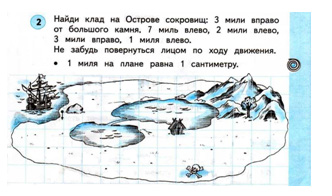 2 Найди клад на Острове сокровищ: 3 мили вправо
от большого камня, 7 миль влево, 2 мили влево,
3 мили вправо, 1 миля влево.
Не забудь повернуться лицом по ходу движения.
• 1 миля на плане равна 1 сантиметру.